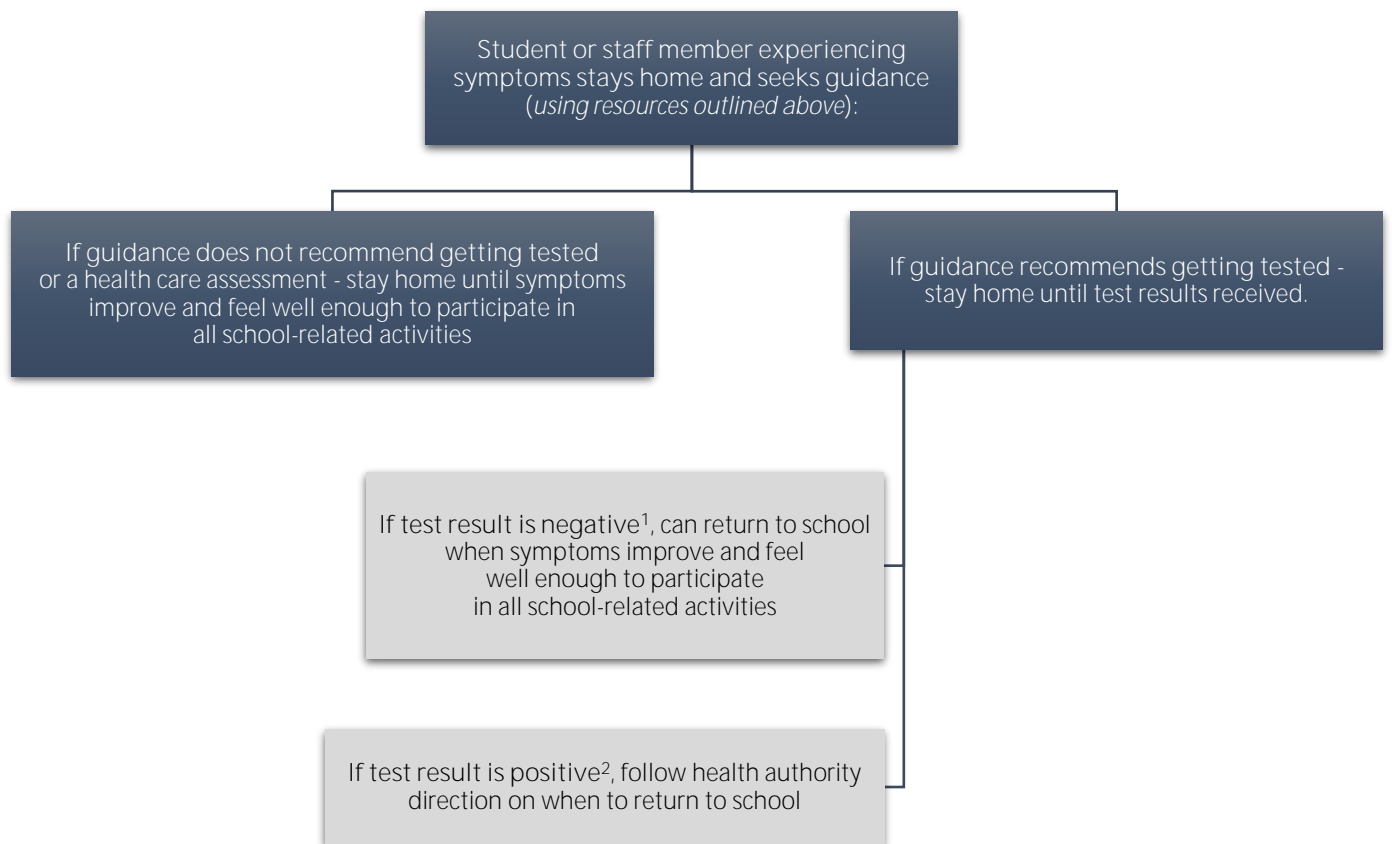 Student or staff member experiencing
symptoms stays home and seeks guidance
(using resources outlined above):
If guidance does not recommend getting tested
or a health care assessment - stay home until symptoms
improve and feel well enough to participate in
all school-related activities
If guidance recommends getting tested -
stay home until test results received.
If test result is negative¹, can return to school
when symptoms improve and feel
well enough to participate
in all school-related activities
If test result is positive², follow health authority
direction on when to return to school